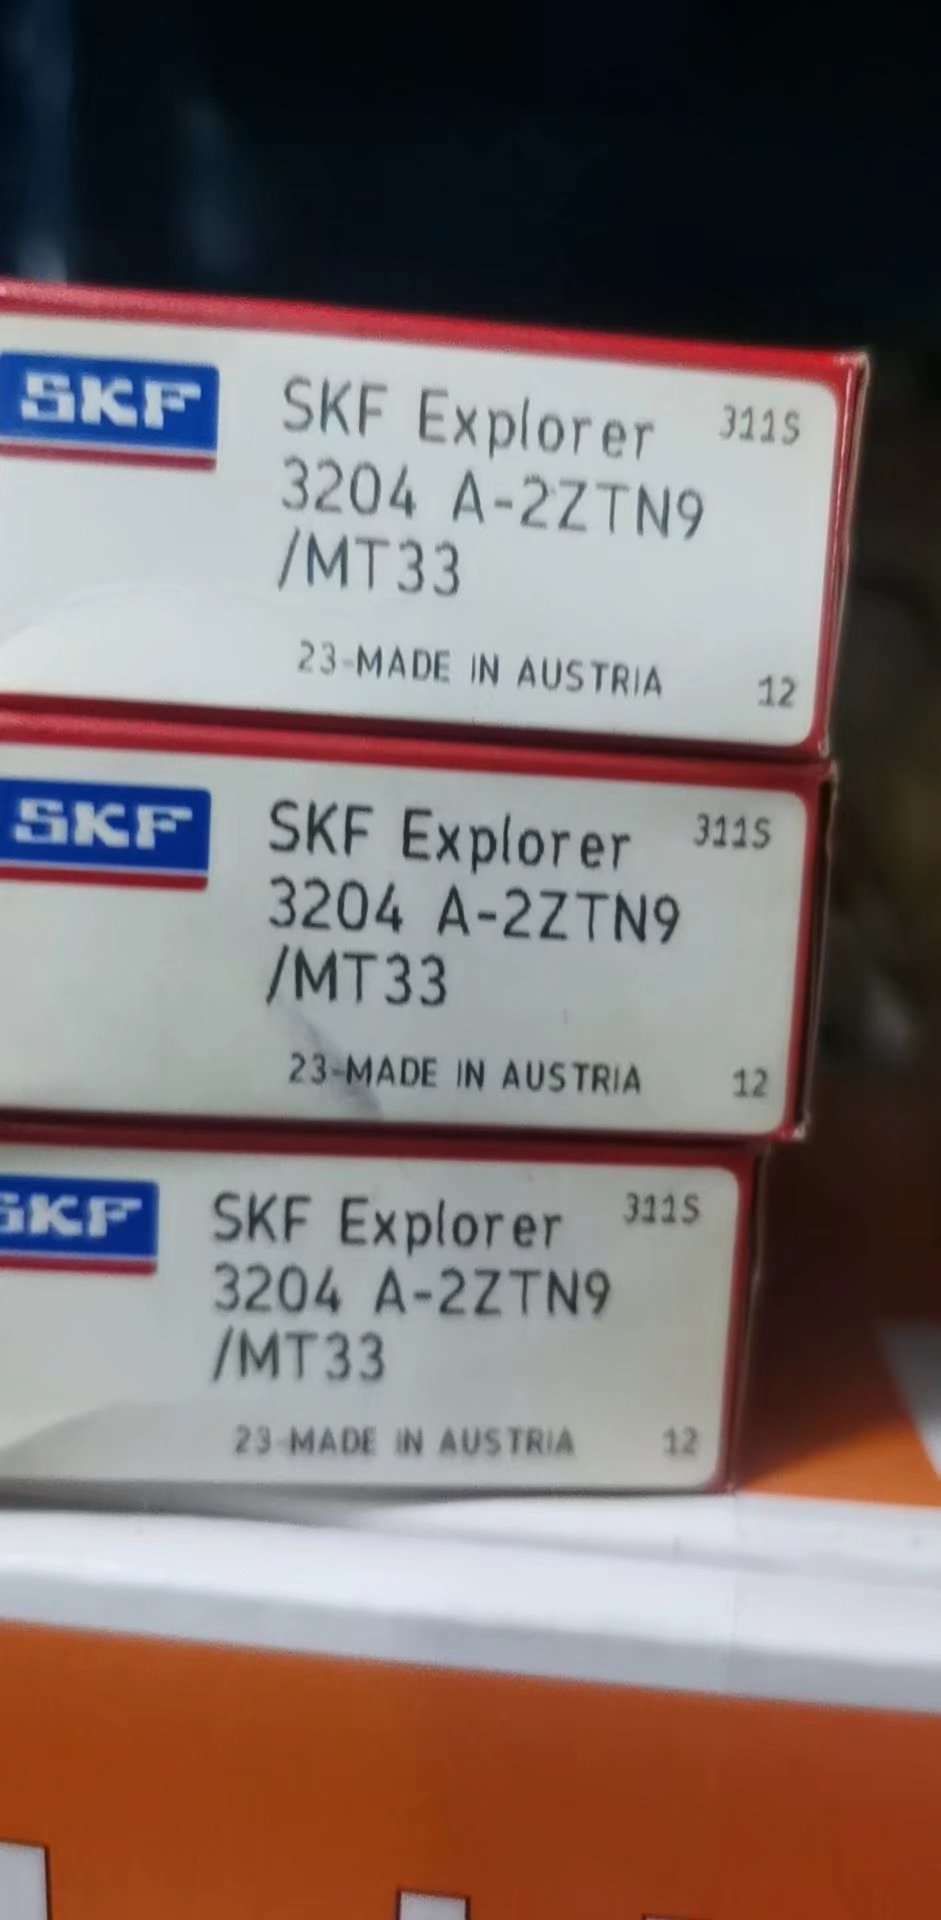 SKF
SKF Explorer 311S
3204 A-2ZTN9
/MT33
23-MADE IN AUSTRIA 12
SKF
SKF Explorer 311S
3204 A-2ZTN9
/MT33
23-MADE IN AUSTRIA 12
SKF
SKF Explorer 311S
3204 A-2ZTN9
/MT33
23-MADE IN AUSTRIA 12